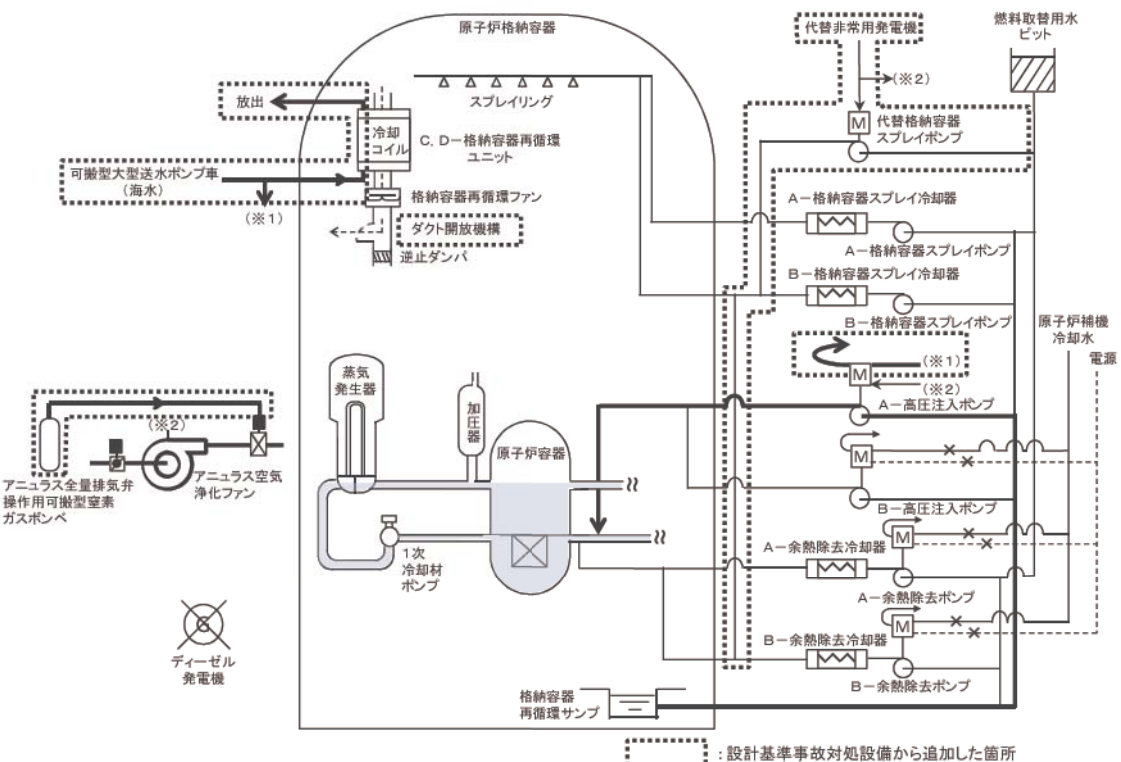 原子炉格納容器
代替非常用発電機
燃料取替用水
ピット
(※2)
放出
スプレイリング
M
代替格納容器
スプレイポンプ
冷却
コイル
C, D－格納容器再循環
ユニット
可搬型大型送水ポンプ車
(海水)
(※1)
格納容器再循環ファン
ダクト開放機構
逆止ダンパ
A－格納容器スプレイ冷却器
A－格納容器スプレイポンプ
B－格納容器スプレイ冷却器
B－格納容器スプレイポンプ
原子炉補機
冷却水
電源
(※1)
M
(※2)
A－高圧注入ポンプ
蒸気
発生器
加圧器
原子炉容器
(※2)
アニュラス全量排気弁
操作用可搬型窒素
ガスボンベ
アニュラス空気
浄化ファン
M
B－高圧注入ポンプ
1次
冷却材
ポンプ
A－余熱除去冷却器
M
A－余熱除去ポンプ
G
ディーゼル
発電機
B－余熱除去冷却器
M
B－余熱除去ポンプ
格納容器
再循環サンプ
：設計基準事故対処設備から追加した箇所